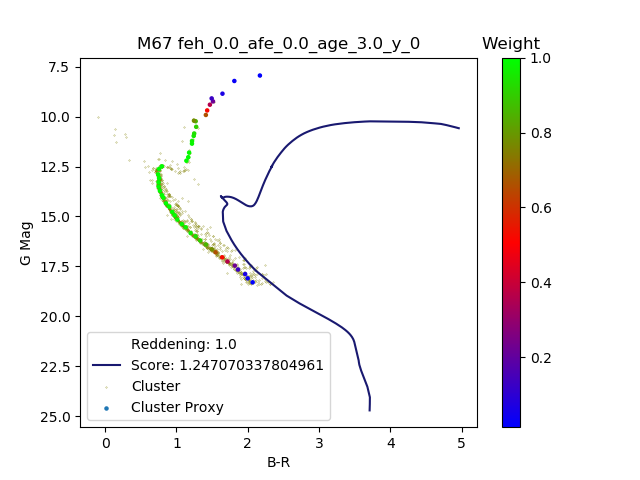 M67 feh_0.0_afe_0.0_age_3.0_y_0
Weight
7.5
10.0
12.5
15.0
17.5
20.0
22.5
25.0
G Mag
0
1
2
3
4
5
B-R
Reddening: 1.0
Score: 1.247070337804961
Cluster
Cluster Proxy
1.0
0.8
0.6
0.4
0.2